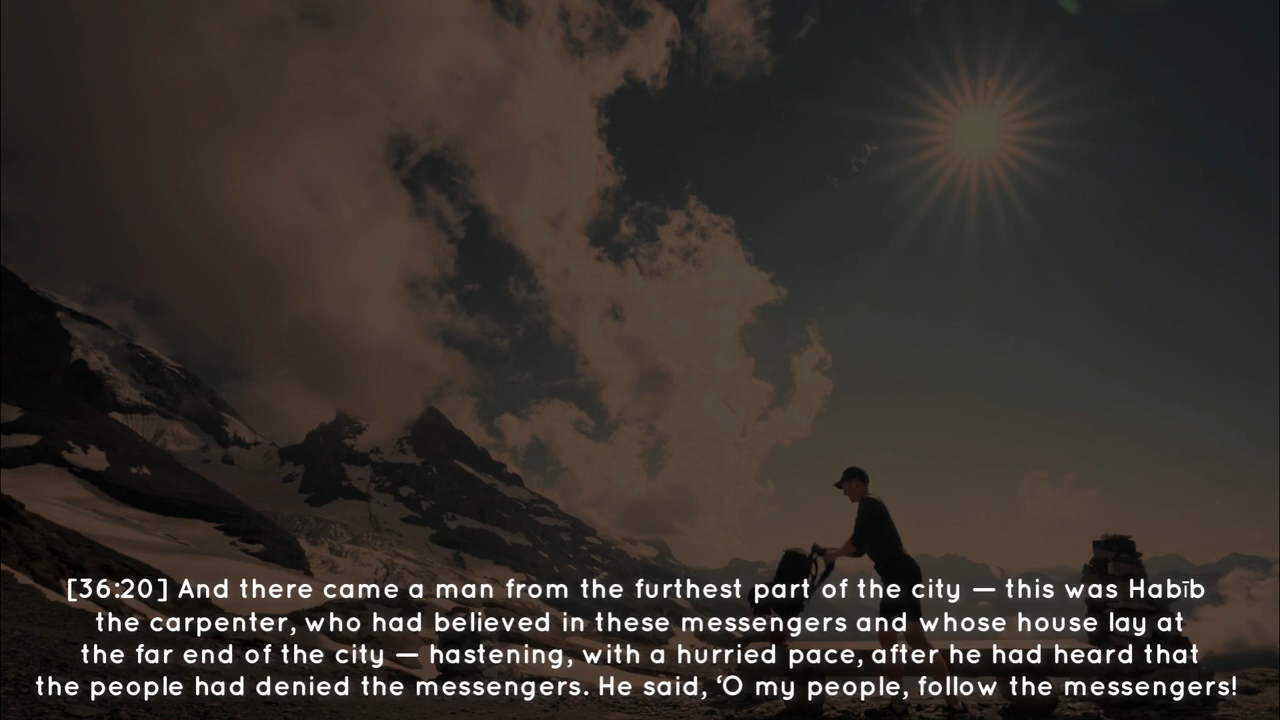 [36:20] And there came a man from the furthest part of the city — this was Habīb
the carpenter, who had believed in these messengers and whose house lay at
the far end of the city — hastening, with a hurried pace, after he had heard that
the people had denied the messengers. He said, ‘O my people, follow the messengers!